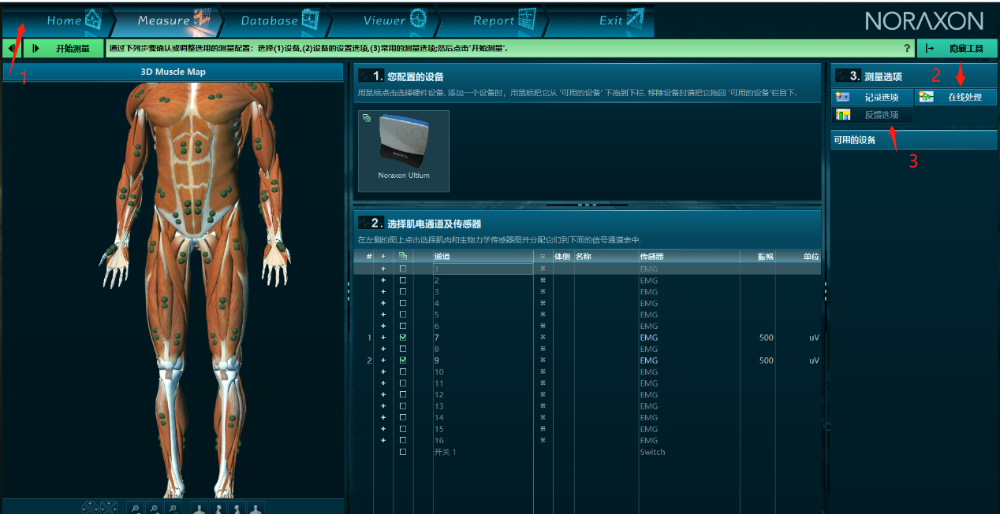 Home Measure Database Viewer Report Exit NORAXON
开始测量 通过下列步骤确认或调整选用的测量配置：选择(1)设备,(2)设备的设置选项,(3)常用的测量选项;然后点击'开始测量'. ? 隐藏工具
1
3D Muscle Map
1. 您配置的设备
用鼠标点击选择硬件设备. 添加一个设备时，用鼠标把它从 '可用的设备' 下拖到下栏. 移除设备时请把它拖回 '可用的设备'栏目下.
NORAXON
Noraxon Ultium
2. 选择肌电通道及传感器
在左侧的图上点击选择肌肉和生物力学传感器图并分配它们到下面的信号通道表中.
# + 通道 ※ 体侧 名称 传感器 振幅 单位
+ 1 ※ EMG
+ 2 ※ EMG
+ 3 ※ EMG
+ 4 ※ EMG
+ 5 ※ EMG
+ 6 ※ EMG
1 + 7 ※ EMG 500 uV
+ 8 ※ EMG
2 + 9 ※ EMG 500 uV
+ 10 ※ EMG
+ 11 ※ EMG
+ 12 ※ EMG
+ 13 ※ EMG
+ 14 ※ EMG
+ 15 ※ EMG
+ 16 ※ EMG
开关 1 Switch
3. 测量选项 2
记录选项 在线处理
反馈选项
可用的设备
3